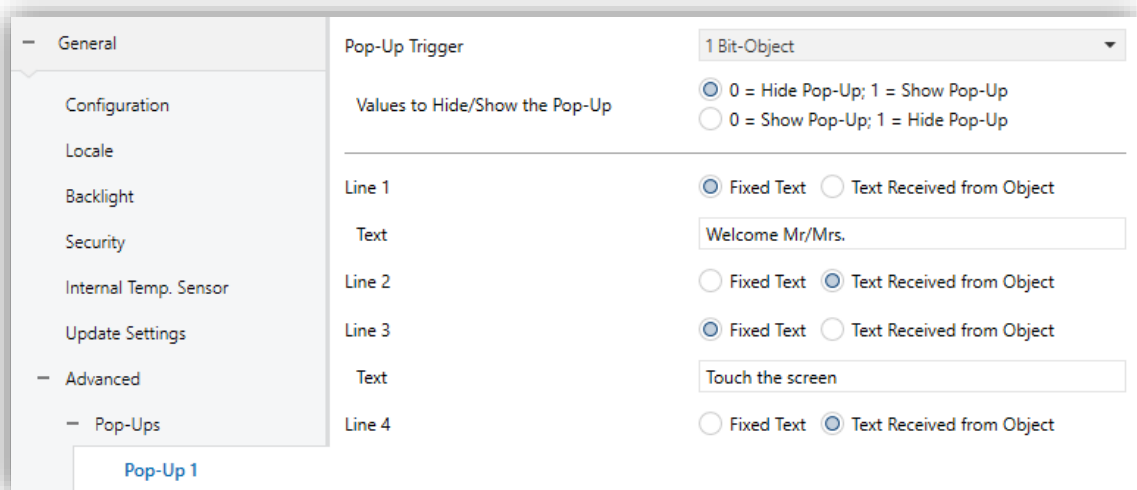 General
Configuration
Locale
Backlight
Security
Internal Temp. Sensor
Update Settings
Advanced
Pop-Ups
Pop-Up 1
Pop-Up Trigger
1 Bit-Object
Values to Hide/Show the Pop-Up
0 = Hide Pop-Up; 1 = Show Pop-Up
0 = Show Pop-Up; 1 = Hide Pop-Up
Line 1 Fixed Text Text Received from Object
Text Welcome Mr/Mrs.
Line 2 Fixed Text Text Received from Object
Line 3 Fixed Text Text Received from Object
Text Touch the screen
Line 4 Fixed Text Text Received from Object